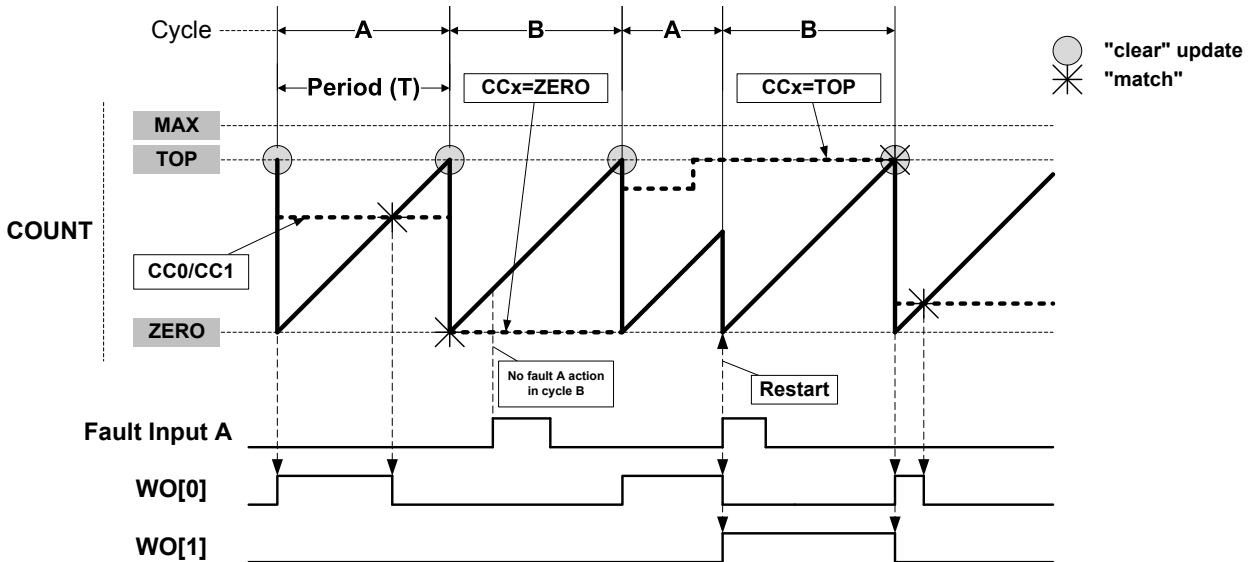 Cycle
A
B
A
B
"clear" update
"match"
Period (T)
CCx=ZERO
CCx=TOP
MAX
TOP
COUNT
CC0/CC1
ZERO
No fault A action
in cycle B
Restart
Fault Input A
WO[0]
WO[1]